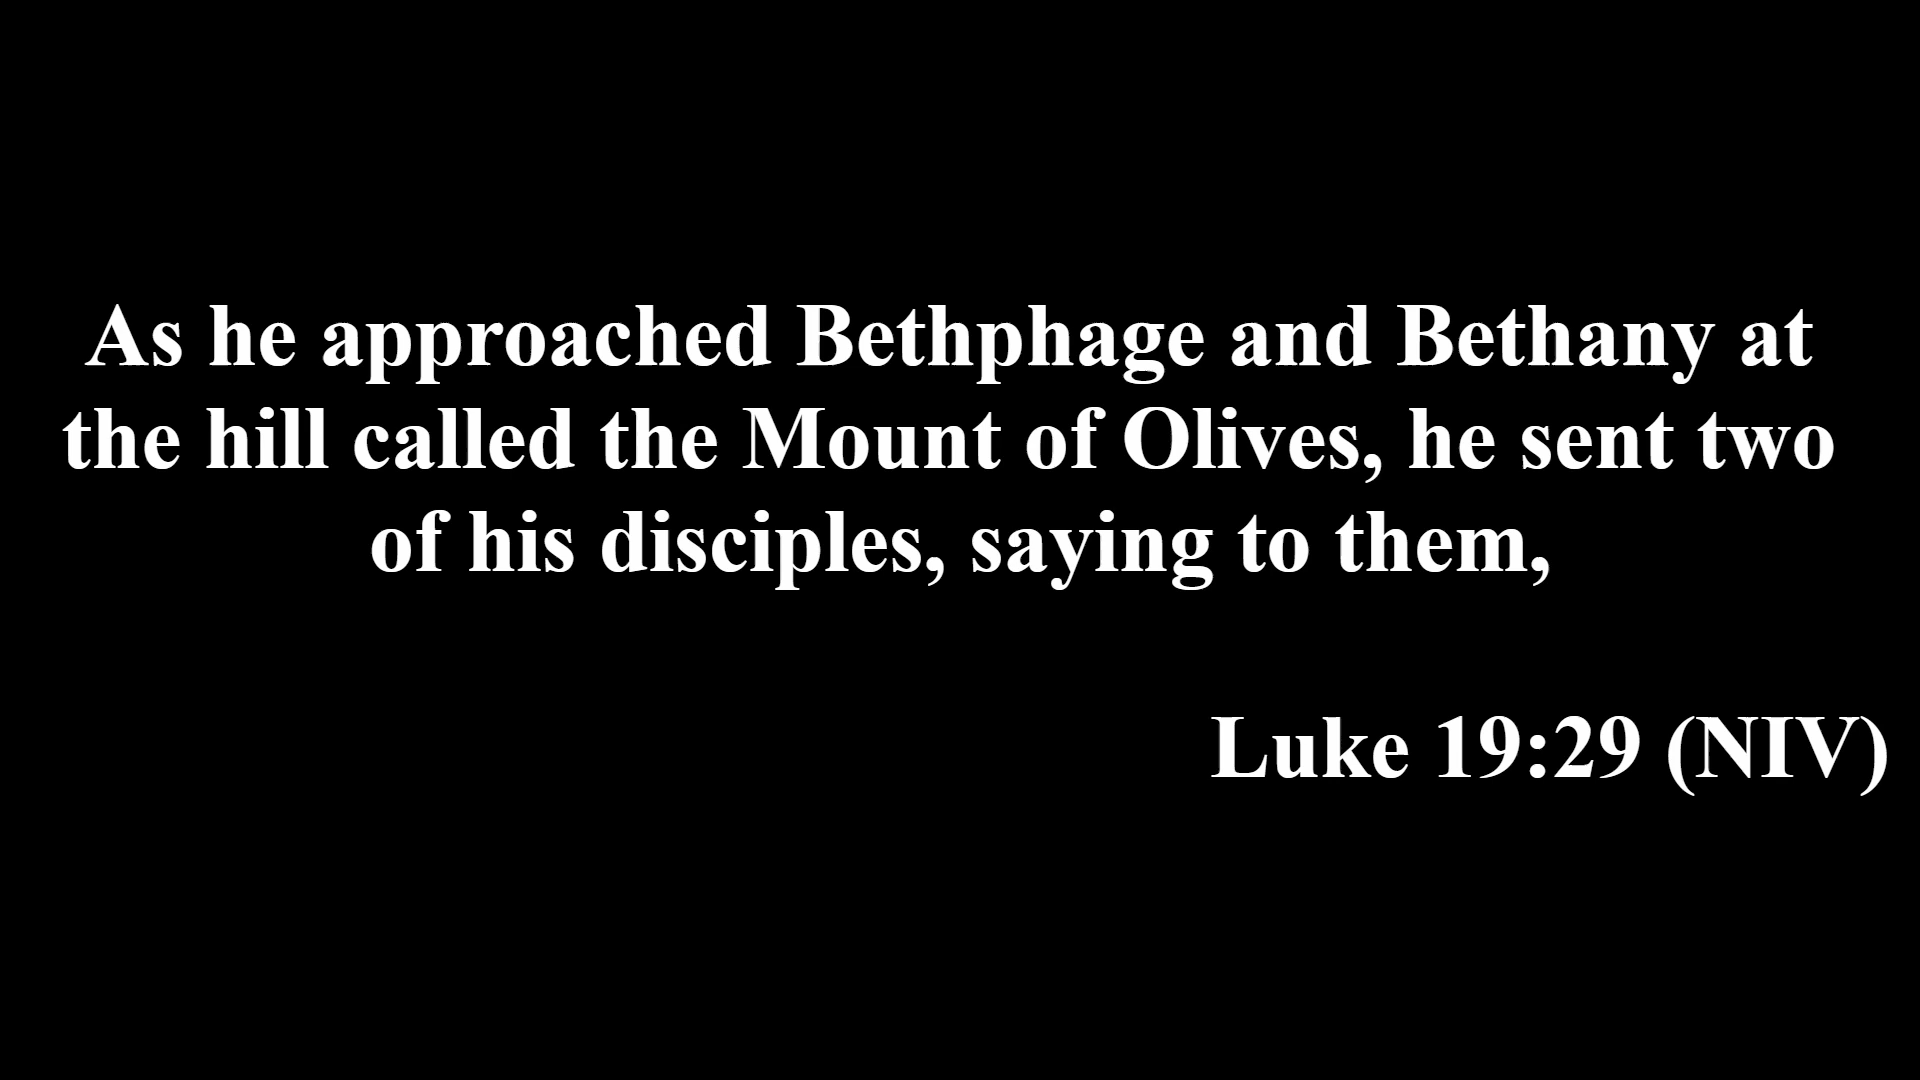 As he approached Bethphage and Bethany at
the hill called the Mount of Olives, he sent two
of his disciples, saying to them,
Luke 19:29 (NIV)